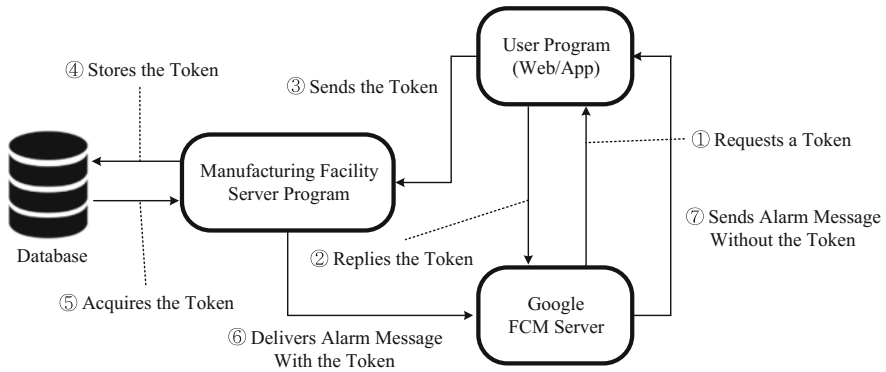 ④ Stores the Token
③ Sends the Token
User Program
(Web/App)
① Requests a Token
Manufacturing Facility
Server Program
Database
② Replies the Token
⑦ Sends Alarm Message
Without the Token
⑤ Acquires the Token
⑥ Delivers Alarm Message
With the Token
Google
FCM Server